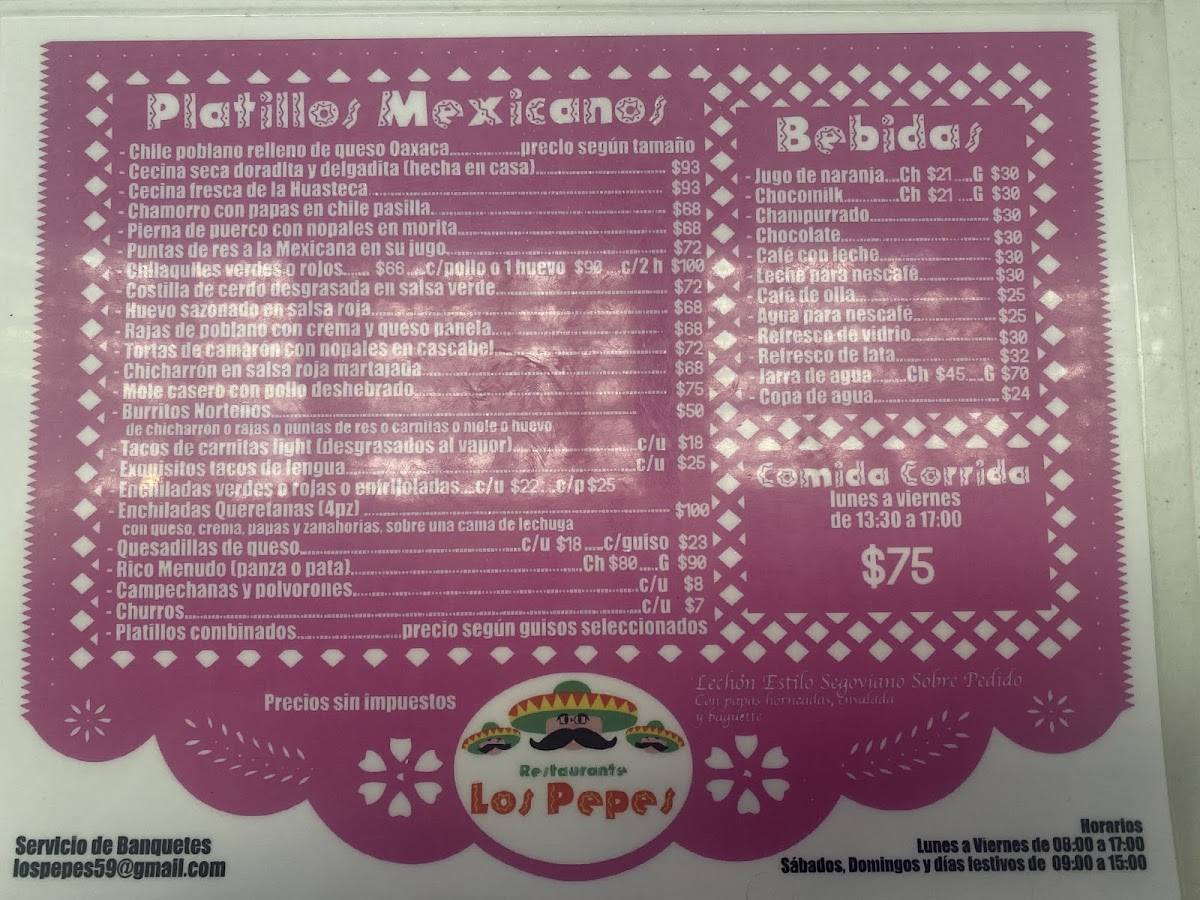 Platillos Mexicanos
- Chile poblano relleno de queso Oaxaca................precio según tamaño
- Cecina seca doradita y delgadita (hecha en casa)................ $93
- Cecina fresca de la Huasteca................ $93
- Chamorro con papas en chile pasilla................ $68
- Pierna de puerco con nopales en morita................ $68
- Puntas de res a la Mexicana en su jugo................ $72
- Chilaquiles verdes o rojos...... $66....c/pollo o 1 huevo $90....c/2 h $100
Costilla de cerdo desgrasada en salsa verde................ $72
Huevo sazonado en salsa roja................ $68
- Rajas de poblano con crema y queso panela................ $68
- Tortas de camarón con nopales en cascabel................ $72
- Chicharrón en salsa roja martajada................ $68
- Mole casero con pollo deshebrado................ $75
- Burritos Norteños................ $50
de chicharrón o rajas o puntas de res o carnitas o mole o huevo
- Tacos de carnitas light (desgrasados al vapor)................c/u $18
- Exquisitos tacos de lengua................c/u $25
- Enchiladas verdes o rojas o enfrijoladas...c/u $22...c/p $25
- Enchiladas Queretanas (4pz)................ $100
con queso, crema, papas y zanahorias, sobre una cama de lechuga
- Quesadillas de queso................c/u $18.....c/guiso $23
- Rico Menudo (panza o pata)................Ch $80....G $90
- Campechanas y polvorones................c/u $8
- Churros................c/u $7
- Platillos combinados................precio según guisos seleccionados
Bebidas
- Jugo de naranja....Ch $21....G $30
- Chocomilk............Ch $21....G $30
- Champurrado................ $30
- Chocolate................ $30
- Café con leche................ $30
- Leche para nescafé................ $30
- Café de olla................ $25
- Agua para nescafé................ $25
- Refresco de vidrio................ $30
- Refresco de lata................ $32
- Jarra de agua........Ch $45.....G $70
- Copa de agua................ $24
Comida Corrida
lunes a viernes
de 13:30 a 17:00
$75
Precios sin impuestos
Lechón Estilo Segoviano Sobre Pedido
Con papas horneadas, ensalada
y baguette
Restaurante
Los Pepes
Servicio de Banquetes
lospepes59@gmail.com
Horarios
Lunes a Viernes de 08:00 a 17:00
Sábados, Domingos y días festivos de 09:00 a 15:00